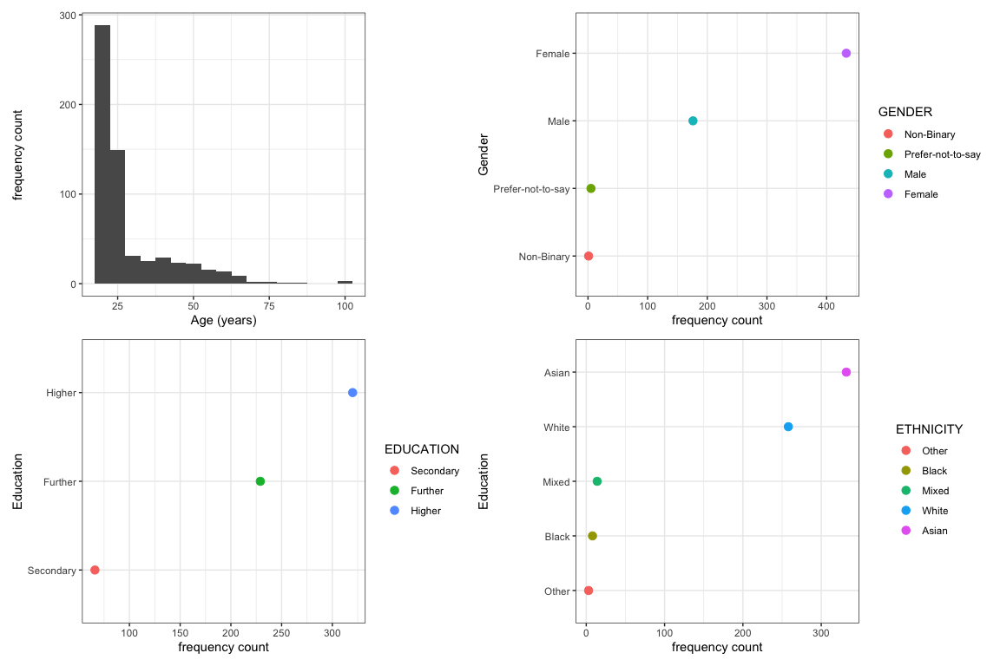 frequency count
300
200
100
0
25
50
75
100
Age (years)
Gender
Female
Male
Prefer-not-to-say
Non-Binary
0
100
200
300
400
frequency count
GENDER
Non-Binary
Prefer-not-to-say
Male
Female
Education
Higher
Further
Secondary
100
150
200
250
300
frequency count
EDUCATION
Secondary
Further
Higher
Education
Asian
White
Mixed
Black
Other
0
100
200
300
frequency count
ETHNICITY
Other
Black
Mixed
White
Asian